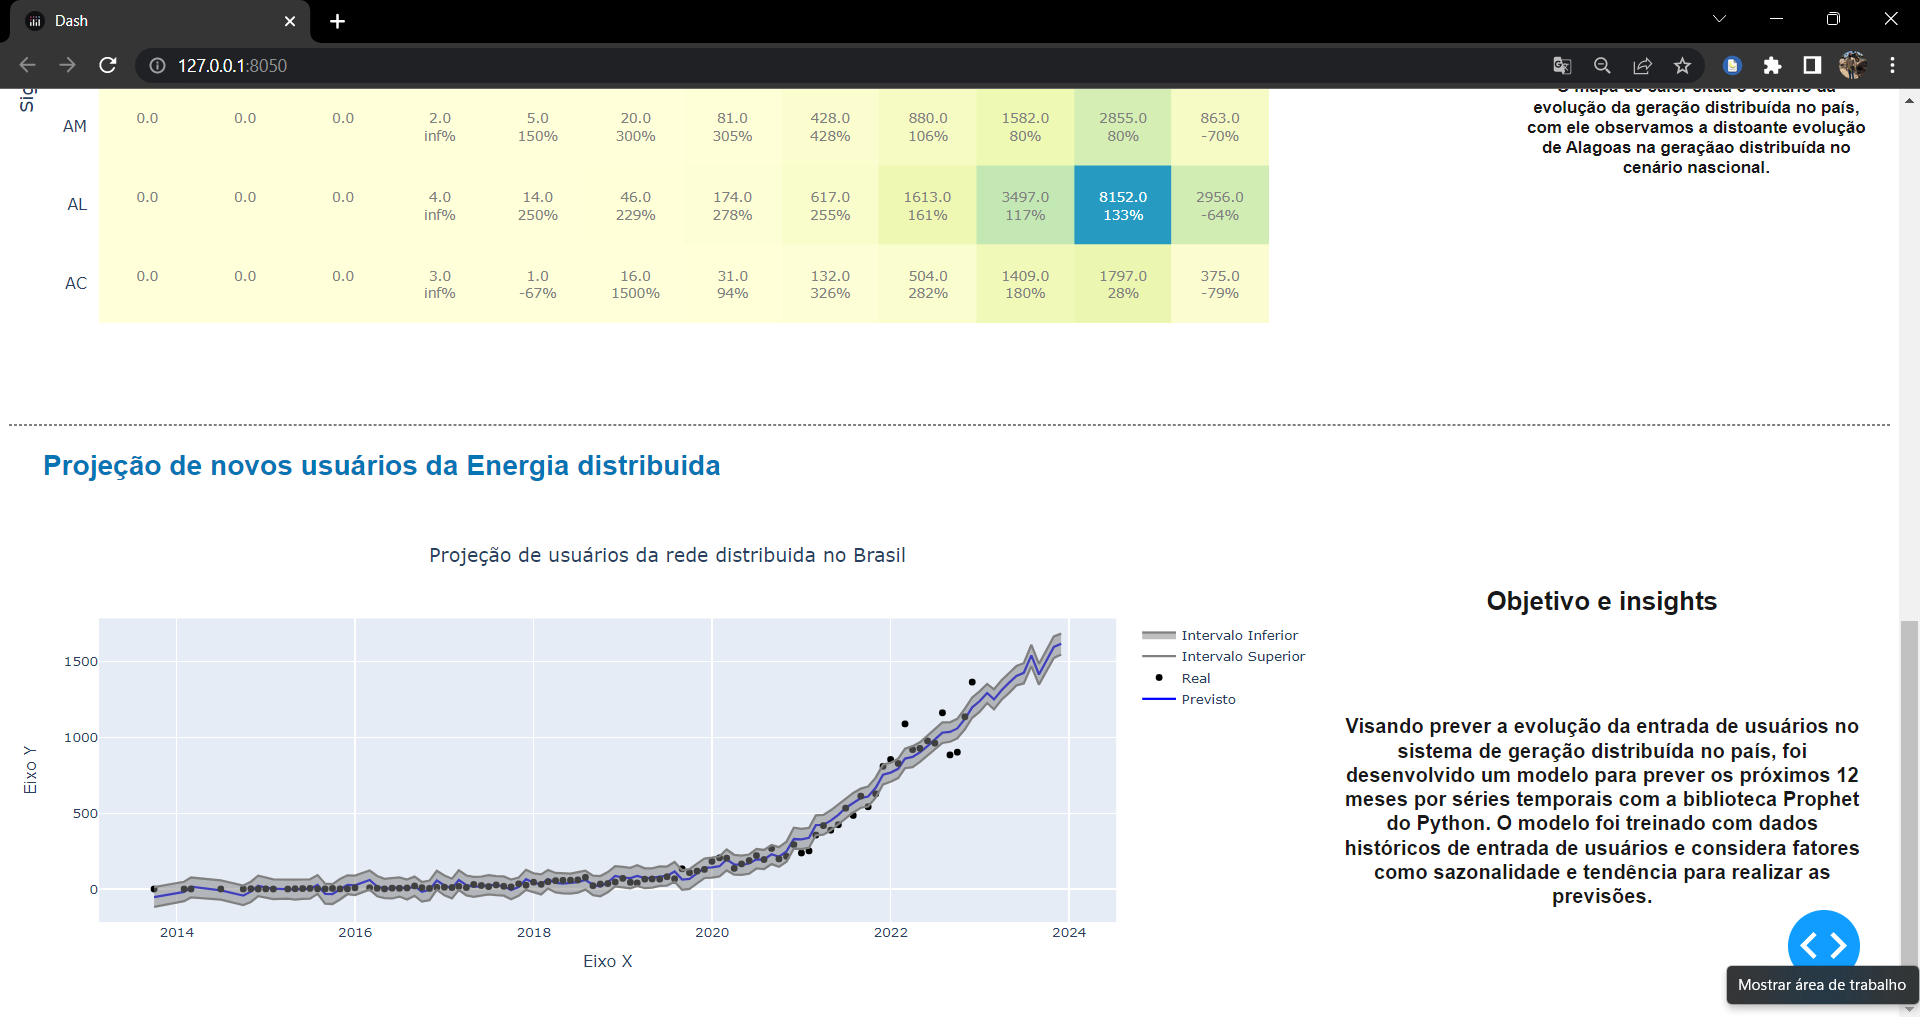 Dash
127.0.0.1:8050
O mapa de calor situa o cenário da
evolução da geração distribuída no país,
com ele observamos a distoante evolução
de Alagoas na geraçãao distribuída no
cenário nascional.
AM 0.0 0.0 0.0 2.0 5.0 20.0 81.0 428.0 880.0 1582.0 2855.0 863.0
inf% 150% 300% 305% 428% 106% 80% 80% -70%
AL 0.0 0.0 0.0 4.0 14.0 46.0 174.0 617.0 1613.0 3497.0 8152.0 2956.0
inf% 250% 229% 278% 255% 161% 117% 133% -64%
AC 0.0 0.0 0.0 3.0 1.0 16.0 31.0 132.0 504.0 1409.0 1797.0 375.0
inf% -67% 1500% 94% 326% 282% 180% 28% -79%
Projeção de novos usuários da Energia distribuida
Projeção de usuários da rede distribuida no Brasil
Eixo Y
1500
1000
500
0
2014 2016 2018 2020 2022 2024
Eixo X
Intervalo Inferior
Intervalo Superior
Real
Previsto
Objetivo e insights
Visando prever a evolução da entrada de usuários no
sistema de geração distribuída no país, foi
desenvolvido um modelo para prever os próximos 12
meses por séries temporais com a biblioteca Prophet
do Python. O modelo foi treinado com dados
históricos de entrada de usuários e considera fatores
como sazonalidade e tendência para realizar as
previsões.
Mostrar área de trabalho